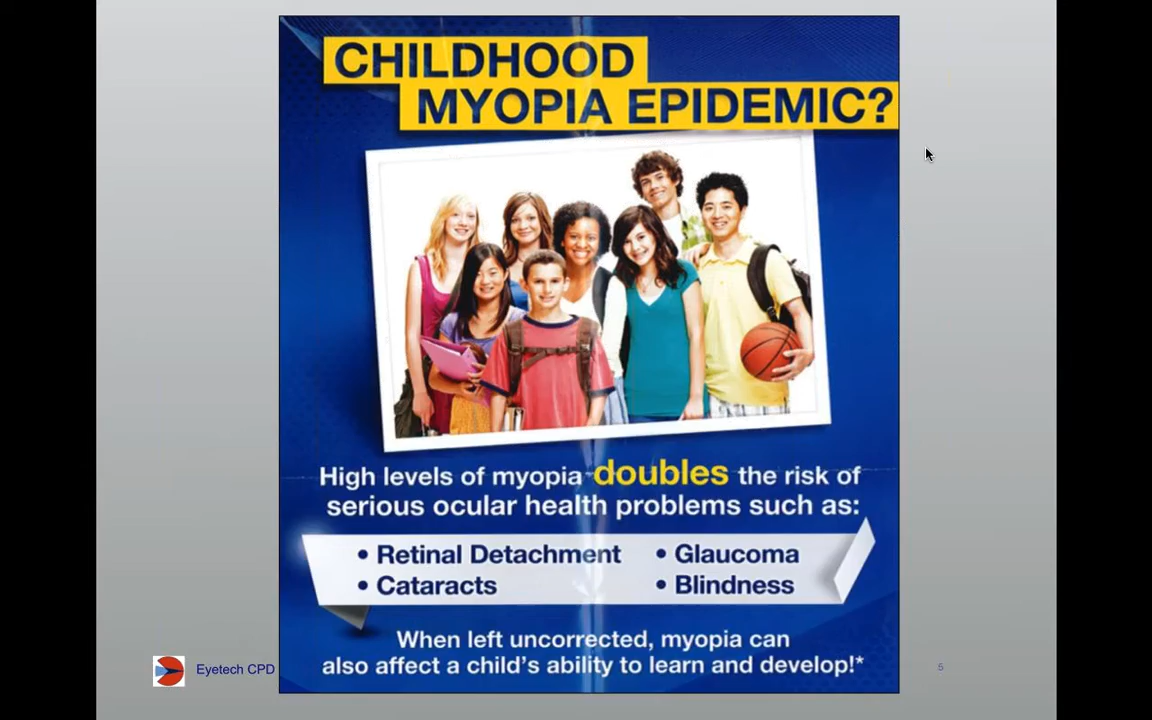 CHILDHOOD
MYOPIA EPIDEMIC?
High levels of myopia doubles the risk of
serious ocular health problems such as:
• Retinal Detachment • Glaucoma
• Cataracts • Blindness
When left uncorrected, myopia can
also affect a child's ability to learn and develop!*
Eyetech CPD
5